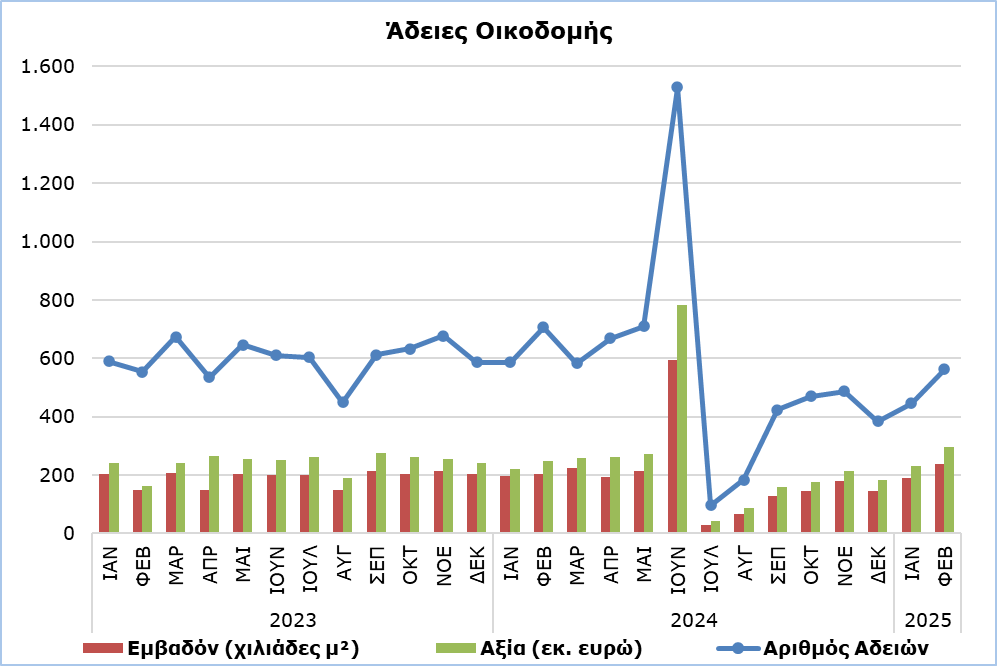 Άδειες Οικοδομής
1.600
1.400
1.200
1.000
800
600
400
200
0
ΙΑΝ ΦΕΒ ΜΑΡ ΑΠΡ ΜΑΙ ΙΟΥΝ ΙΟΥΛ ΑΥΓ ΣΕΠ ΟΚΤ ΝΟΕ ΔΕΚ ΙΑΝ ΦΕΒ ΜΑΡ ΑΠΡ ΜΑΙ ΙΟΥΝ ΙΟΥΛ ΑΥΓ ΣΕΠ ΟΚΤ ΝΟΕ ΔΕΚ ΙΑΝ ΦΕΒ
2023 2024 2025
Εμβαδόν (χιλιάδες μ²) Αξία (εκ. ευρώ) Αριθμός Αδειών